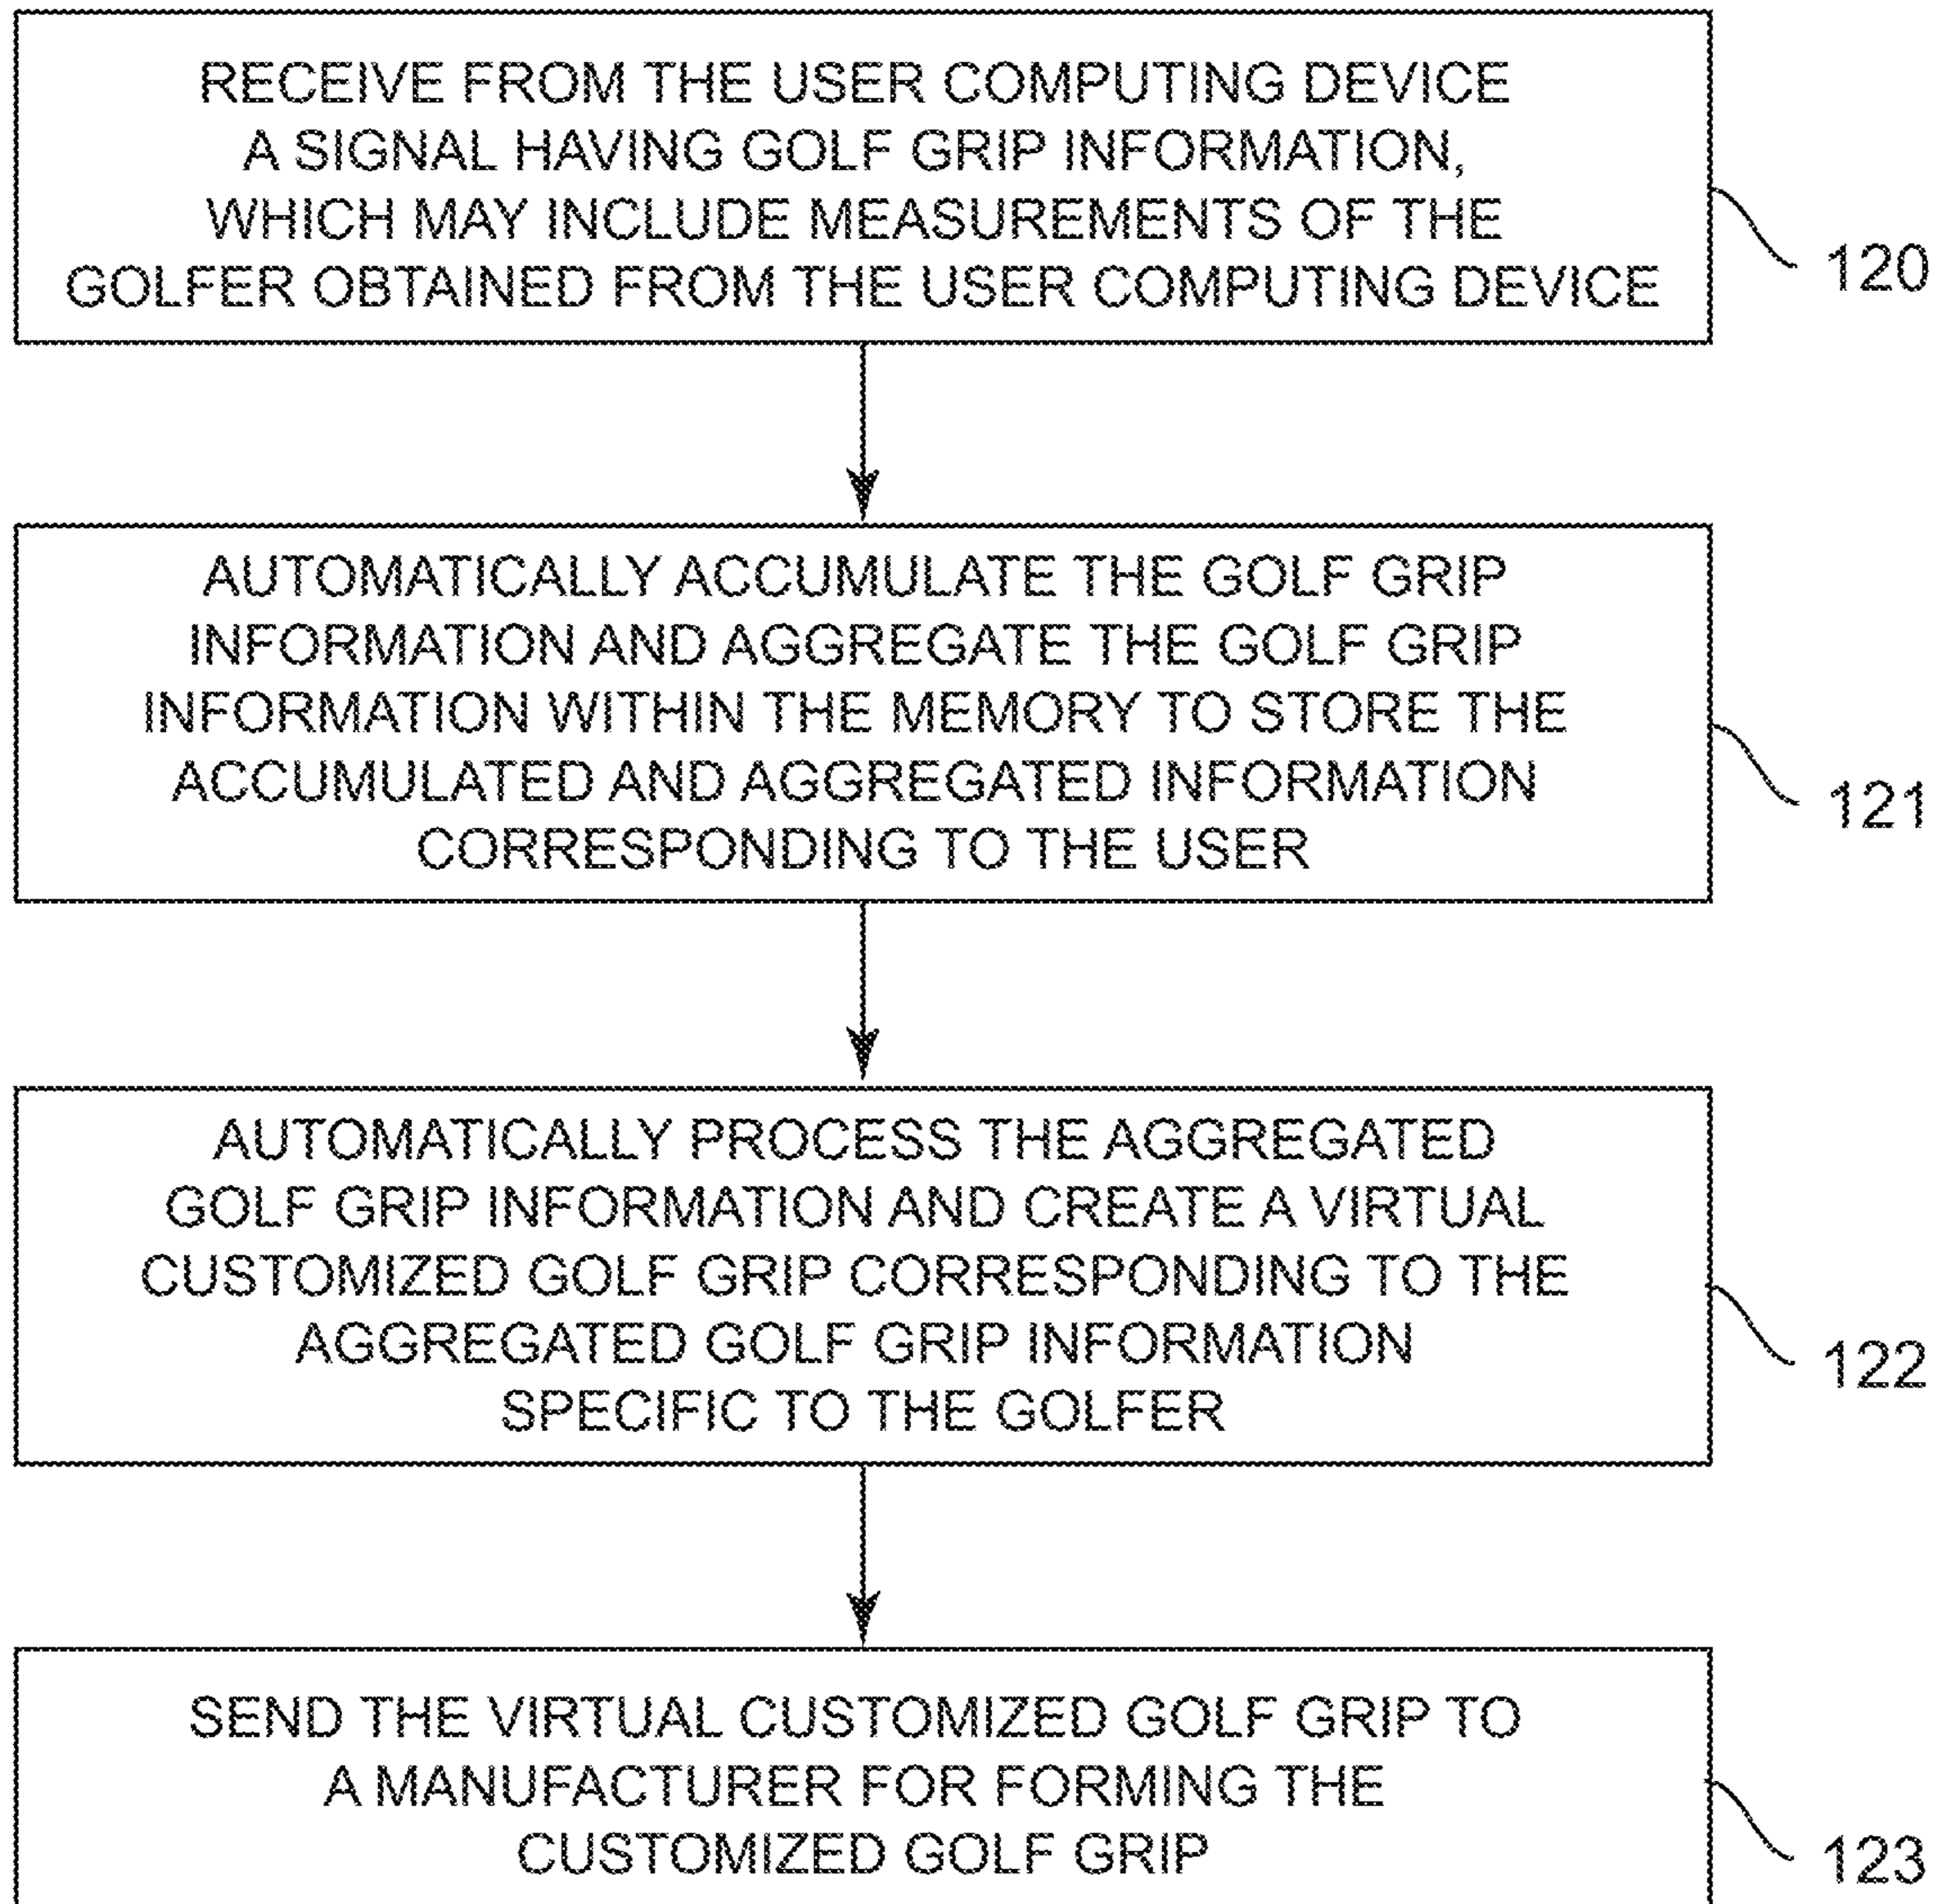 RECEIVE FROM THE USER COMPUTING DEVICE
A SIGNAL HAVING GOLF GRIP INFORMATION,
WHICH MAY INCLUDE MEASUREMENTS OF THE
GOLFER OBTAINED FROM THE USER COMPUTING DEVICE
120
AUTOMATICALLY ACCUMULATE THE GOLF GRIP
INFORMATION AND AGGREGATE THE GOLF GRIP
INFORMATION WITHIN THE MEMORY TO STORE THE
ACCUMULATED AND AGGREGATED INFORMATION
CORRESPONDING TO THE USER
121
AUTOMATICALLY PROCESS THE AGGREGATED
GOLF GRIP INFORMATION AND CREATE A VIRTUAL
CUSTOMIZED GOLF GRIP CORRESPONDING TO THE
AGGREGATED GOLF GRIP INFORMATION
SPECIFIC TO THE GOLFER
122
SEND THE VIRTUAL CUSTOMIZED GOLF GRIP TO
A MANUFACTURER FOR FORMING THE
CUSTOMIZED GOLF GRIP
123